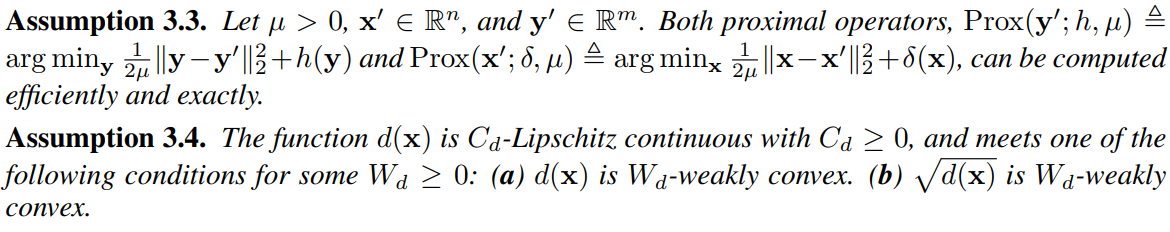 Assumption 3.3. Let μ > 0, x′ ∈ ℝⁿ, and y′ ∈ ℝᵐ. Both proximal operators, Prox(y′; h, μ) ≜
arg min_y 1/(2μ) ‖y − y′‖₂² + h(y) and Prox(x′; δ, μ) ≜ arg min_x 1/(2μ) ‖x − x′‖₂² + δ(x), can be computed
efficiently and exactly.
Assumption 3.4. The function d(x) is C_d-Lipschitz continuous with C_d ≥ 0, and meets one of the
following conditions for some W_d ≥ 0: (a) d(x) is W_d-weakly convex. (b) √d(x) is W_d-weakly
convex.